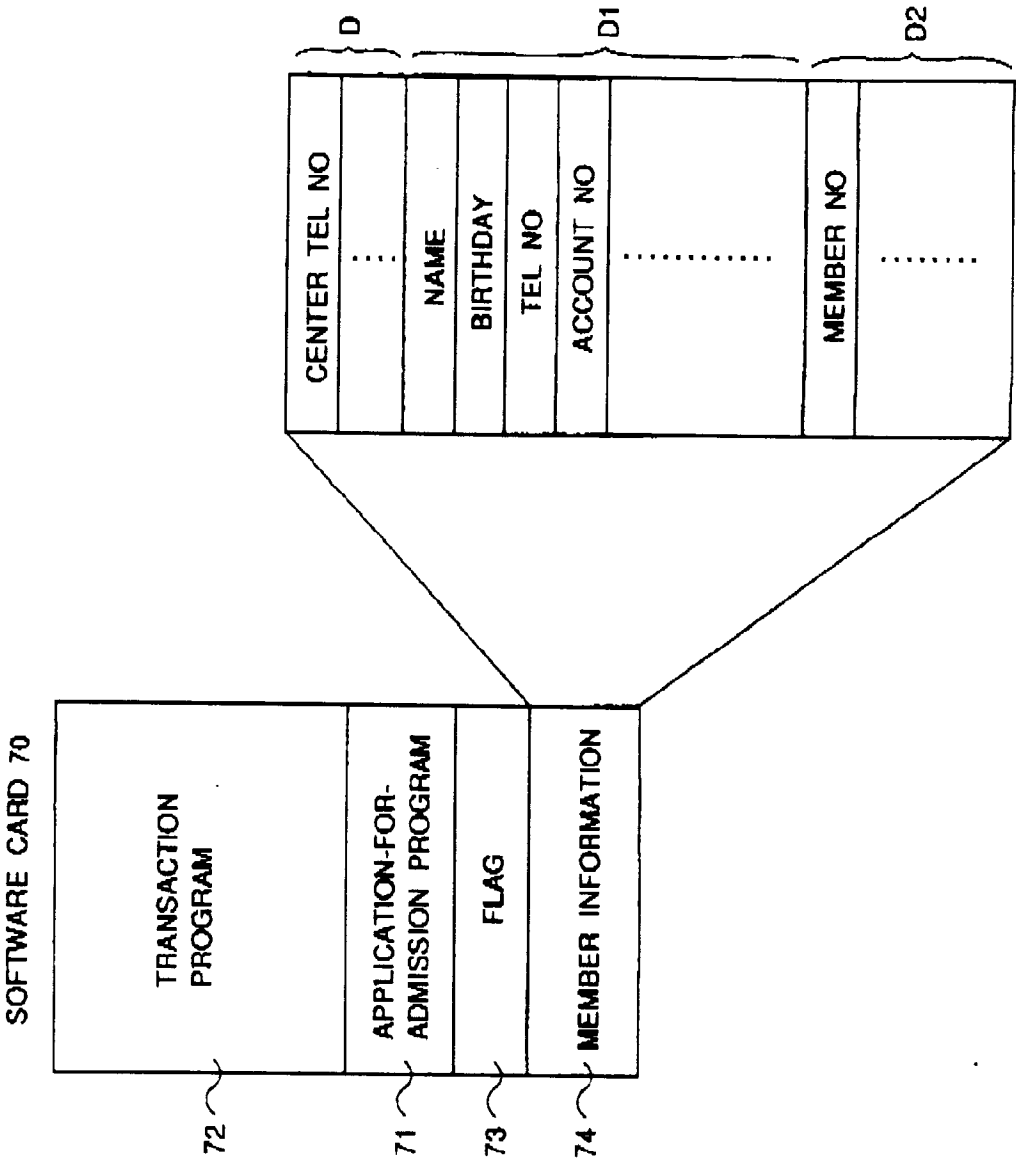 SOFTWARE CARD 70
72
TRANSACTION
PROGRAM
71
APPLICATION-FOR-
ADMISSION PROGRAM
73
FLAG
74
MEMBER INFORMATION
CENTER TEL NO
.....
D
NAME
BIRTHDAY
TEL NO
ACCOUNT NO
..............
D1
MEMBER NO
.........
D2